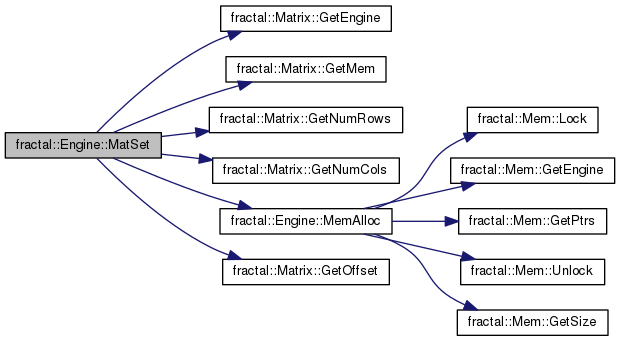 fractal::Matrix::GetEngine
fractal::Matrix::GetMem
fractal::Matrix::GetNumRows
fractal::Mem::Lock
fractal::Engine::MatSet
fractal::Matrix::GetNumCols
fractal::Mem::GetEngine
fractal::Engine::MemAlloc
fractal::Mem::GetPtrs
fractal::Matrix::GetOffset
fractal::Mem::Unlock
fractal::Mem::GetSize